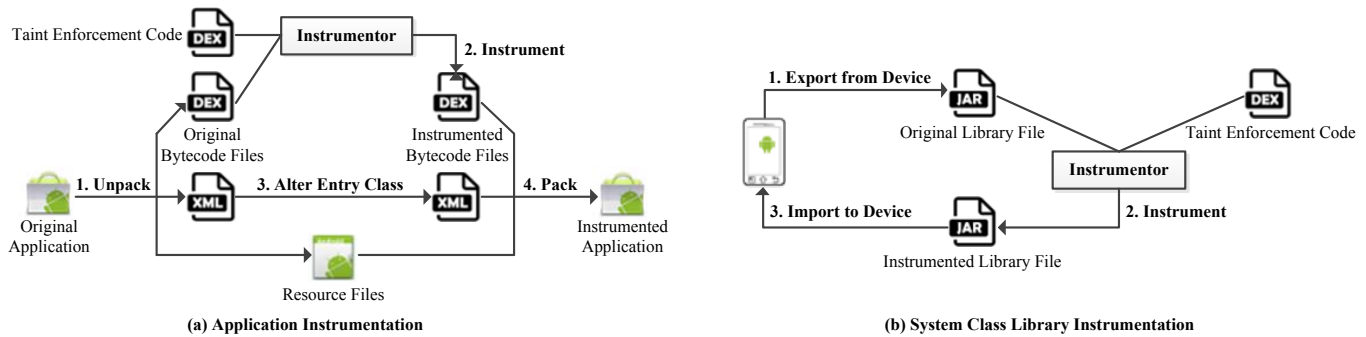 Taint Enforcement Code
DEX
Instrumentor
2. Instrument
DEX
Original
Bytecode Files
DEX
Instrumented
Bytecode Files
1. Unpack
XML
3. Alter Entry Class
XML
4. Pack
Original
Application
Instrumented
Application
Resource Files
(a) Application Instrumentation
1. Export from Device
JAR
Original Library File
DEX
Taint Enforcement Code
Instrumentor
2. Instrument
3. Import to Device
JAR
Instrumented Library File
(b) System Class Library Instrumentation